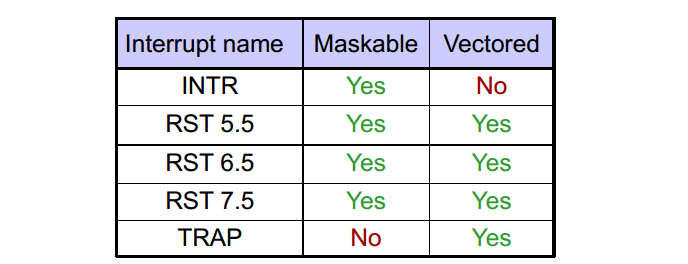 Interrupt name Maskable Vectored
INTR Yes No
RST 5.5 Yes Yes
RST 6.5 Yes Yes
RST 7.5 Yes Yes
TRAP No Yes